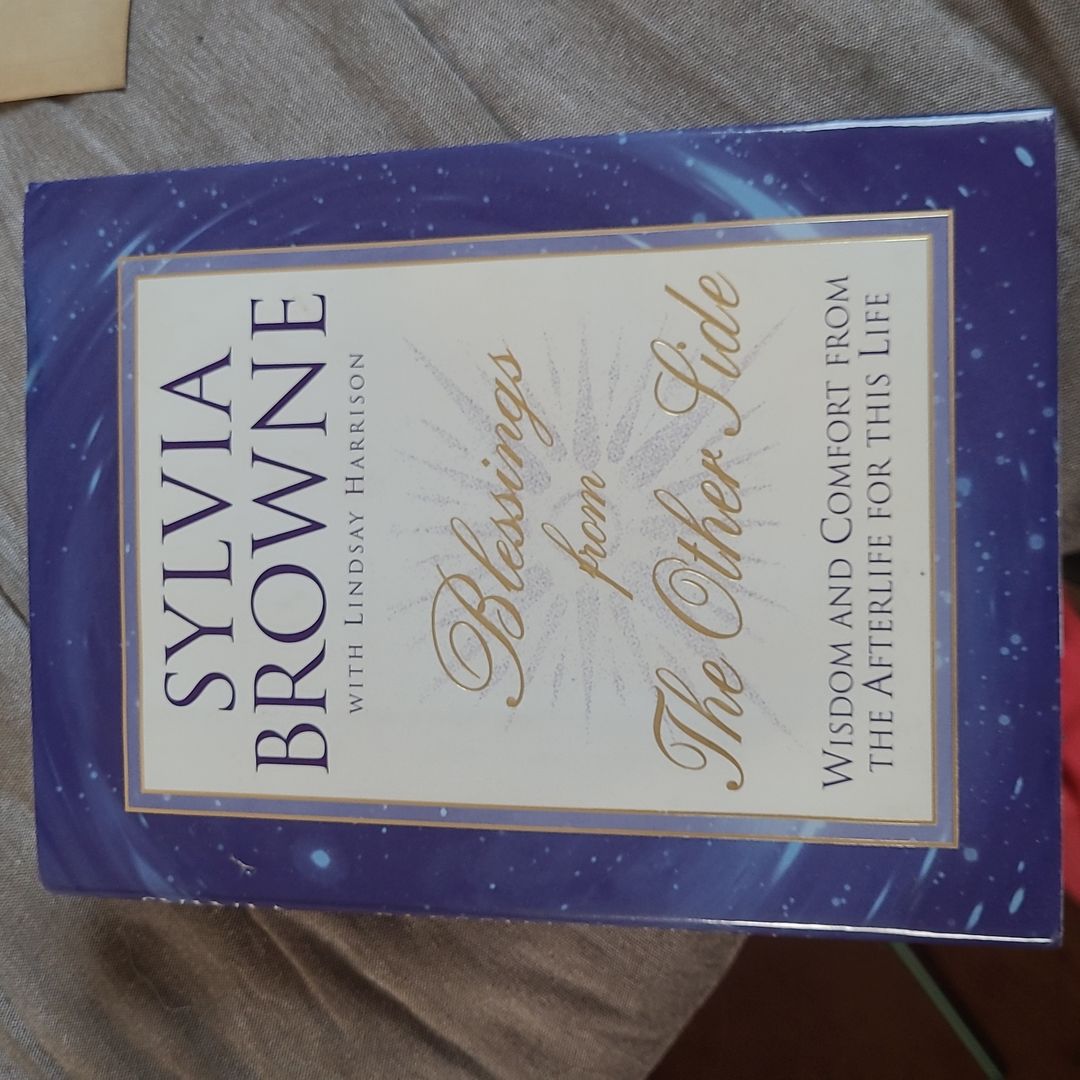 SYLVIA
BROWNE
WITH LINDSAY HARRISON
Blessings
from
The Other Side
WISDOM AND COMFORT FROM
THE AFTERLIFE FOR THIS LIFE